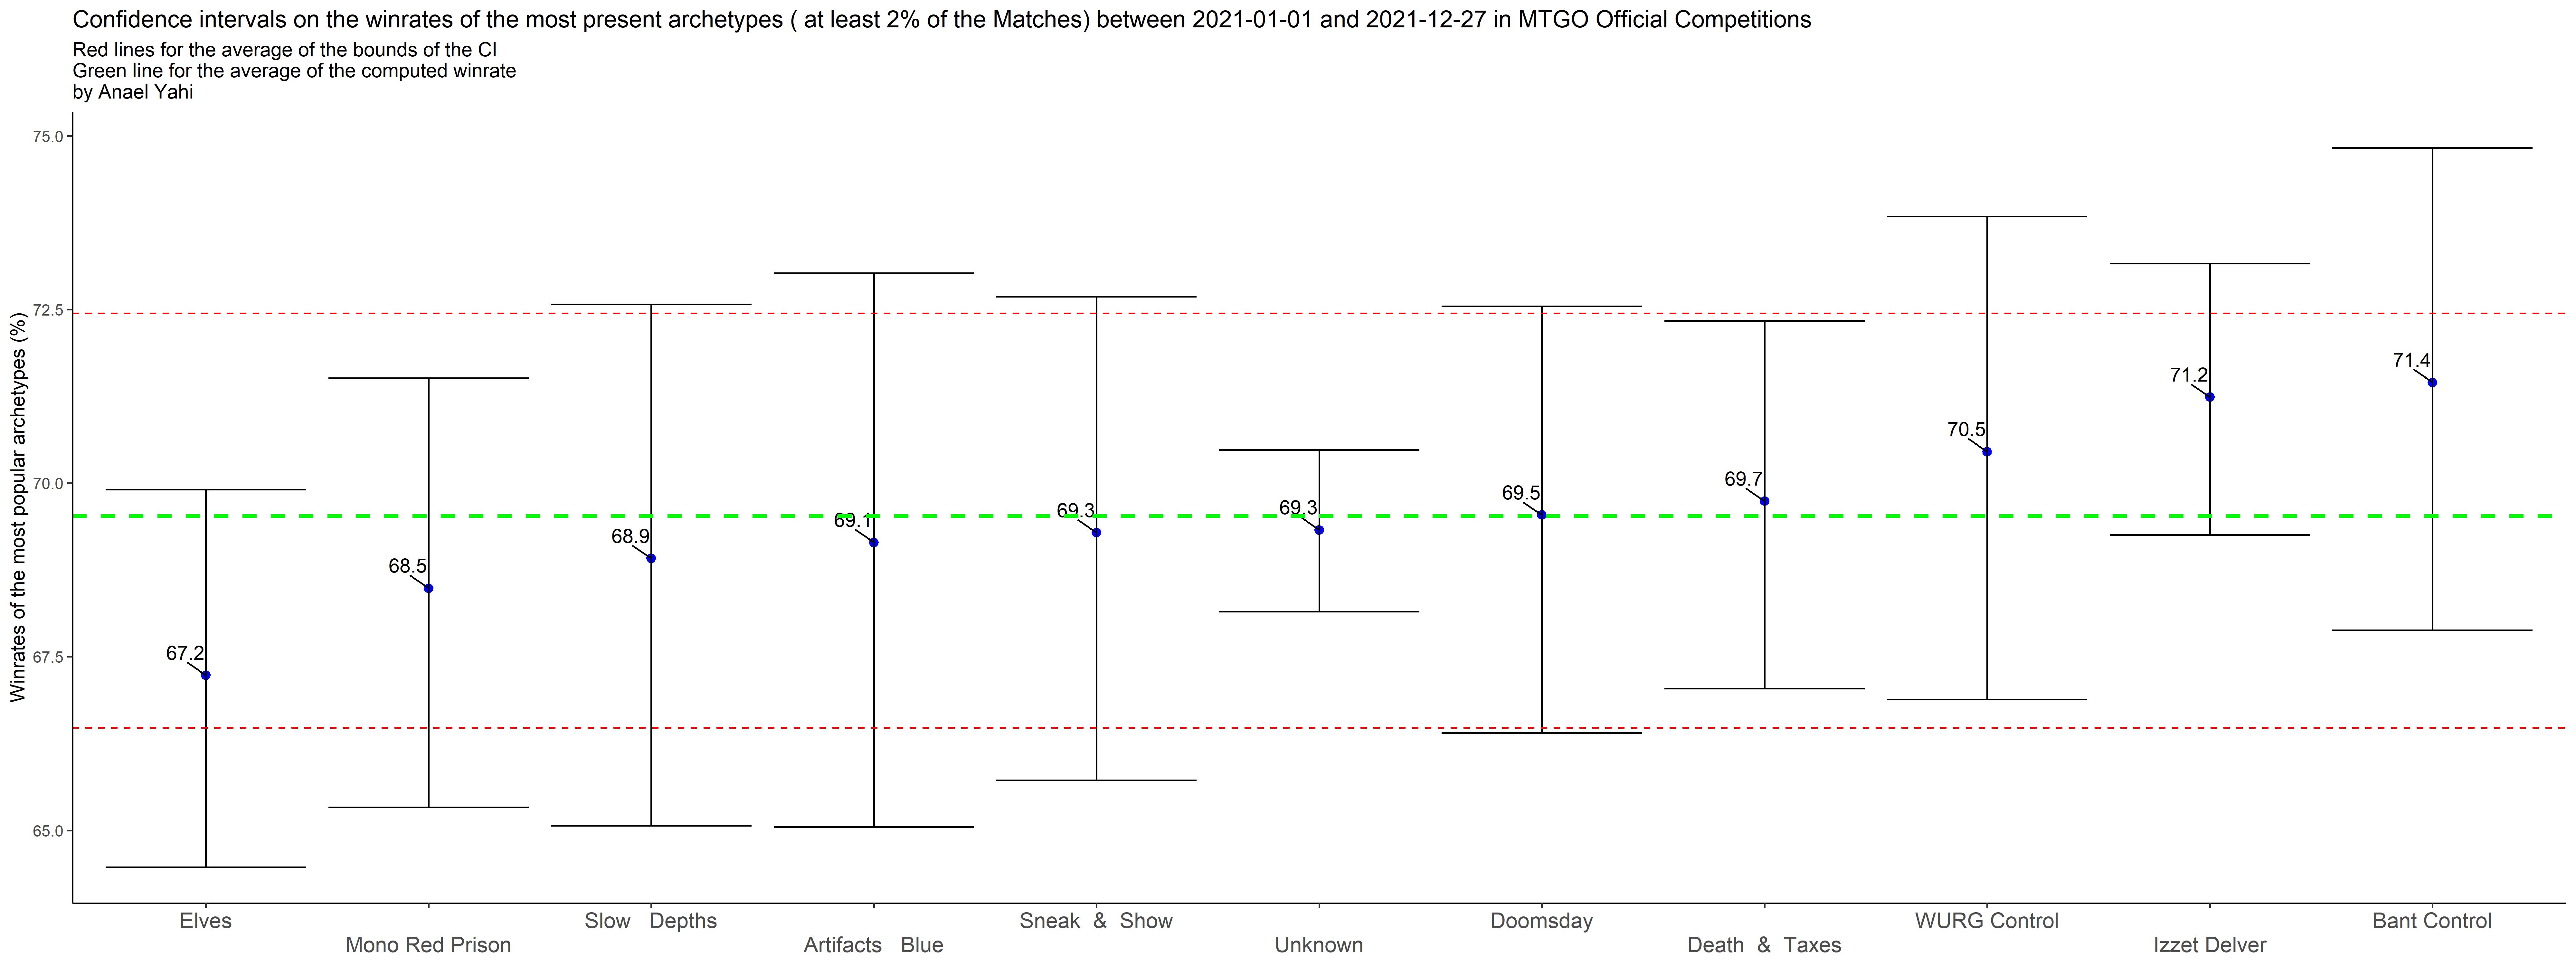 Confidence intervals on the winrates of the most present archetypes ( at least 2% of the Matches) between 2021-01-01 and 2021-12-27 in MTGO Official Competitions
Red lines for the average of the bounds of the CI
Green line for the average of the computed winrate
by Anael Yahi
Winrates of the most popular archetypes (%)
75.0
72.5
70.0
67.5
65.0
67.2
68.5
68.9
69.1
69.3
69.3
69.5
69.7
70.5
71.2
71.4
Elves
Mono Red Prison
Slow Depths
Artifacts Blue
Sneak & Show
Unknown
Doomsday
Death & Taxes
WURG Control
Izzet Delver
Bant Control